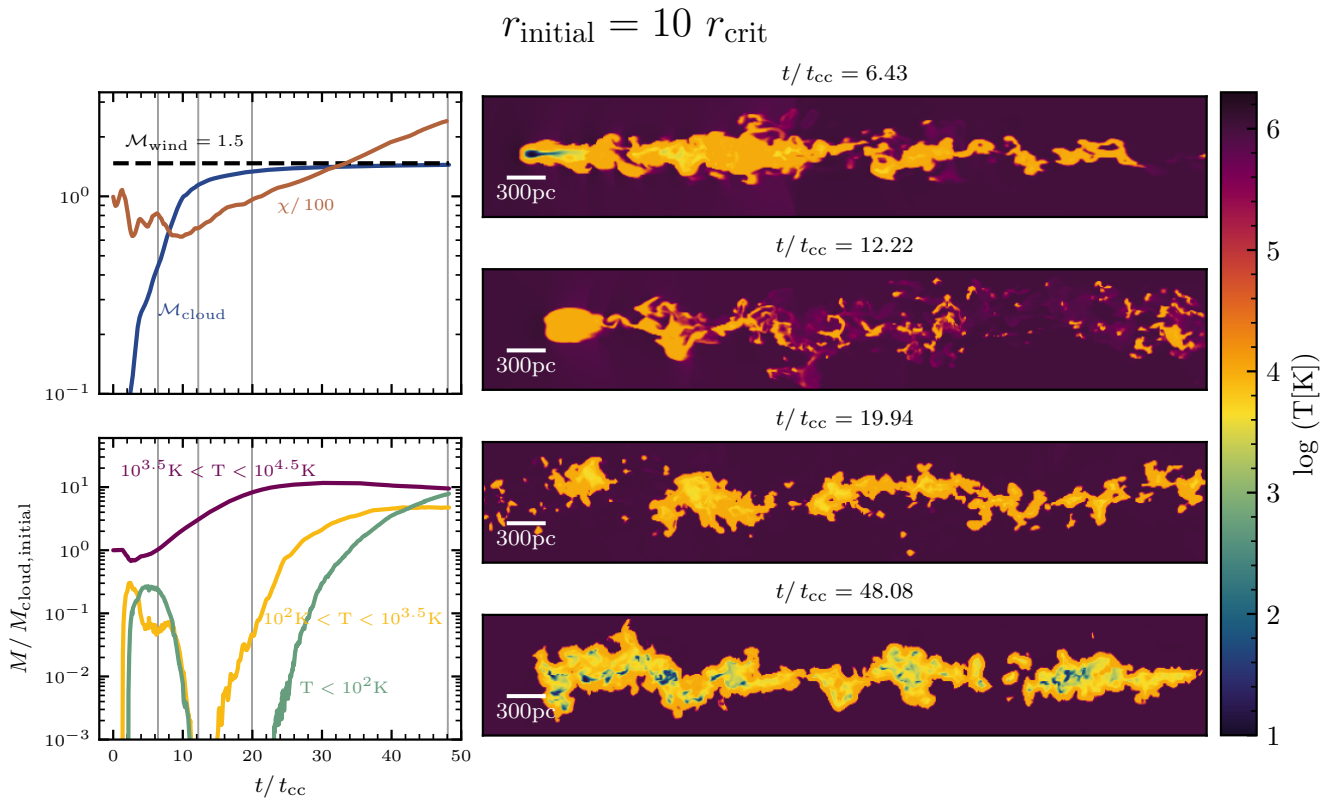 r_initial = 10 r_crit
M_wind = 1.5
χ/100
M_cloud
10^0
10^−1
10^3.5K < T < 10^4.5K
10^2K < T < 10^3.5K
T < 10^2K
10^1
10^0
10^−1
10^−2
10^−3
M/M_cloud,initial
0 10 20 30 40 50
t/t_cc
t/t_cc = 6.43
300pc
t/t_cc = 12.22
300pc
t/t_cc = 19.94
300pc
t/t_cc = 48.08
300pc
6
5
4
3
2
1
log (T[K])